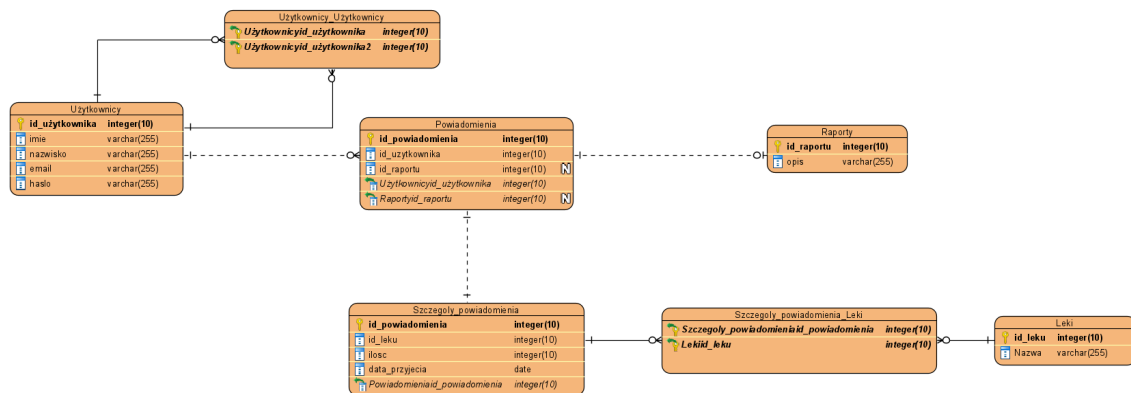 Użytkownicy_Użytkownicy
Użytkownicyid_użytkownika integer(10)
Użytkownicyid_użytkownika2 integer(10)
Użytkownicy
id_użytkownika integer(10)
imie varchar(255)
nazwisko varchar(255)
email varchar(255)
haslo varchar(255)
Powiadomienia
id_powiadomienia integer(10)
id_uzytkownika integer(10)
id_raportu integer(10) N
Użytkownicyid_użytkownika integer(10)
Raportyid_raportu integer(10) N
Raporty
id_raportu integer(10)
opis varchar(255)
Szczegoly_powiadomienia
id_powiadomienia integer(10)
id_leku integer(10)
ilosc integer(10)
data_przyjecia date
Powiadomieniaid_powiadomienia integer(10)
Szczegoly_powiadomienia_Leki
Szczegoly_powiadomieniaid_powiadomienia integer(10)
Lekiid_leku integer(10)
Leki
id_leku integer(10)
Nazwa varchar(255)